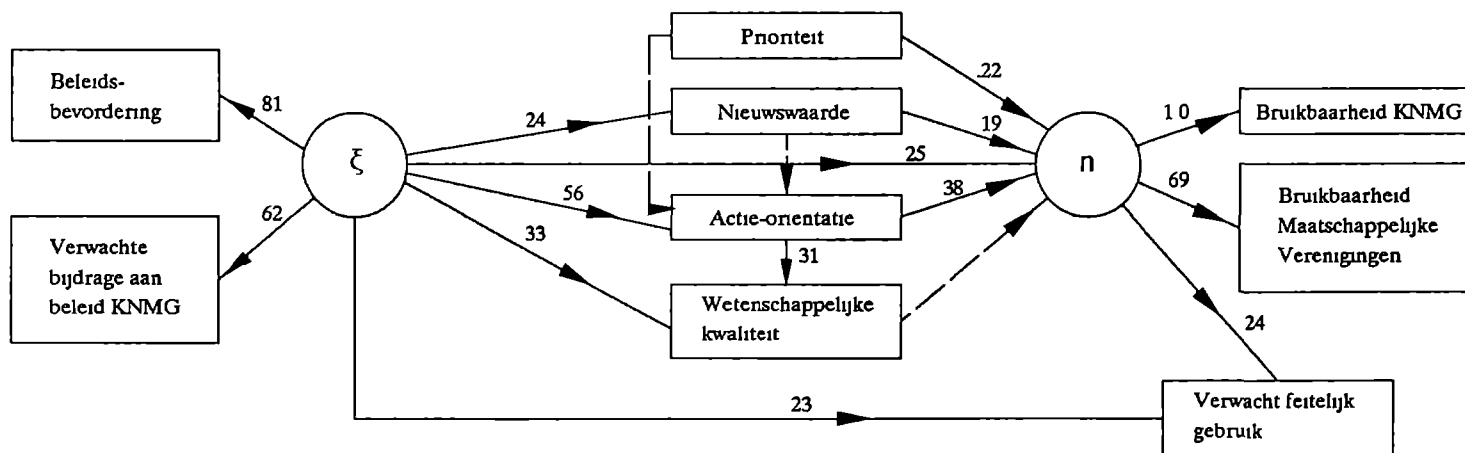 Prioriteit
Beleids-
bevordering
81
ξ
24
Nieuwswaarde
.22
19
25
n
1 0
Bruikbaarheid KNMG
69
Bruikbaarheid
Maatschappelijke
Verenigingen
56
Actie-orientatie
38
62
Verwachte
bijdrage aan
beleid KNMG
33
31
Wetenschappelijke
kwaliteit
24
23
Verwacht feitelijk
gebruik